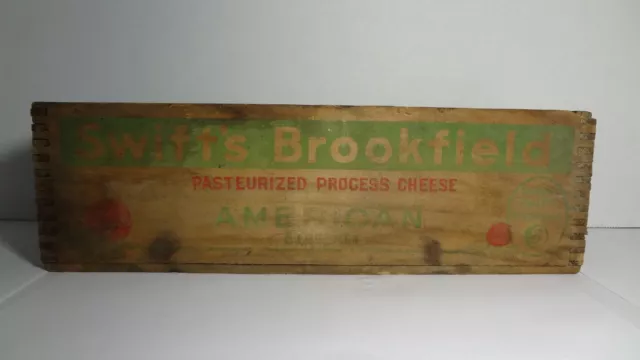 Swift's Brookfield
PASTEURIZED PROCESS CHEESE
AMERICAN